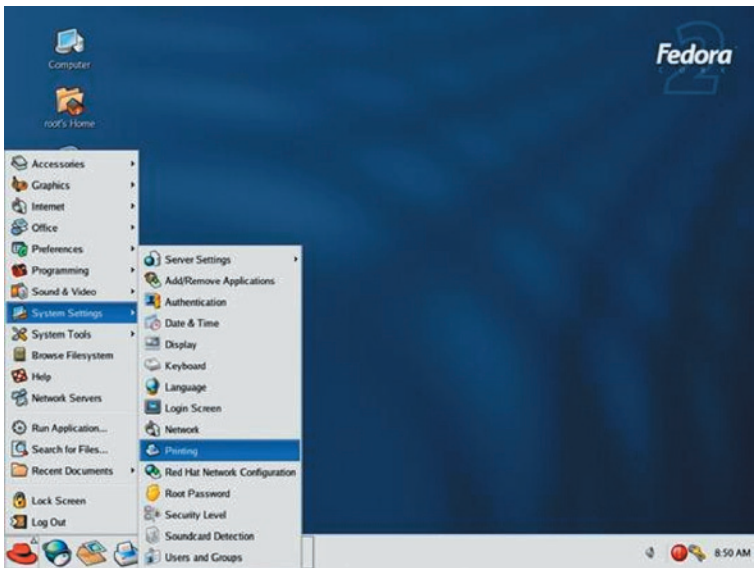 Computer
root's Home
Fedora
CORE
2
Accessories
Graphics
Internet
Office
Preferences
Programming
Sound & Video
System Settings
System Tools
Browse Filesystem
Help
Network Servers
Run Application...
Search for Files...
Recent Documents
Lock Screen
Log Out
Server Settings
Add/Remove Applications
Authentication
Date & Time
Display
Keyboard
Language
Login Screen
Network
Printing
Red Hat Network Configuration
Root Password
Security Level
Soundcard Detection
Users and Groups
8:50 AM